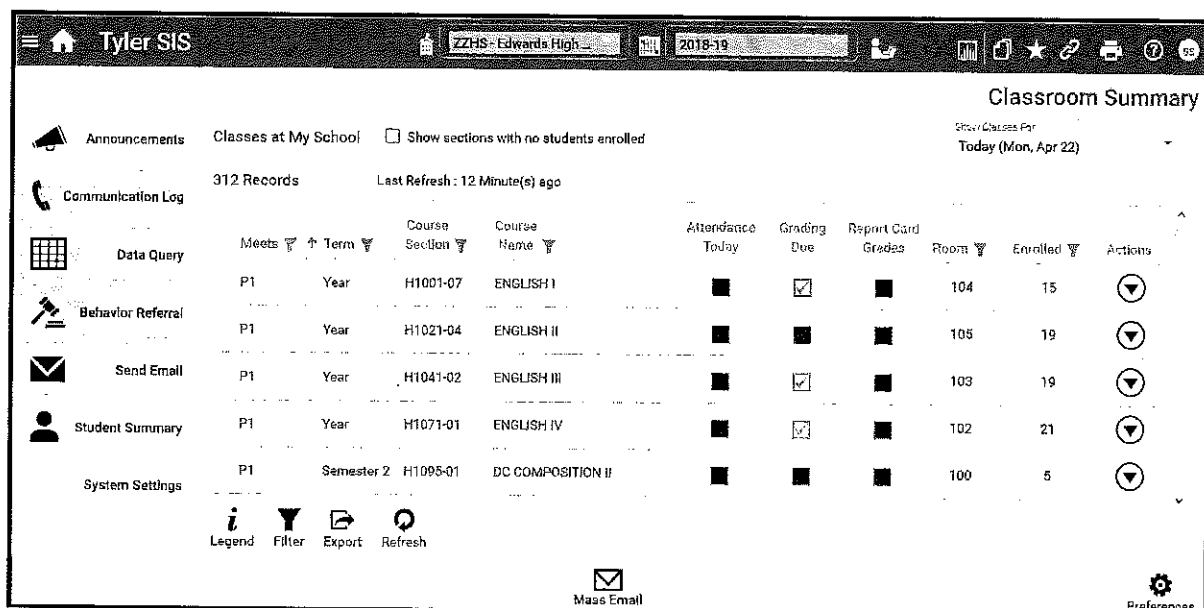 Tyler SIS ZZHS - Edwards High ... 2018-19 SS
Classroom Summary
Announcements
Communication Log
Data Query
Behavior Referral
Send Email
Student Summary
System Settings
Classes at My School Show sections with no students enrolled
Show Classes For
Today (Mon, Apr 22)
312 Records Last Refresh : 12 Minute(s) ago
Meets Term Course Section Course Name Attendance Today Grading Due Report Card Grades Room Enrolled Actions
P1 Year H1001-07 ENGLISH I 104 15
P1 Year H1021-04 ENGLISH II 105 19
P1 Year H1041-02 ENGLISH III 103 19
P1 Year H1071-01 ENGLISH IV 102 21
P1 Semester 2 H1095-01 DC COMPOSITION II 100 5
Legend Filter Export Refresh
Mass Email
Preferences